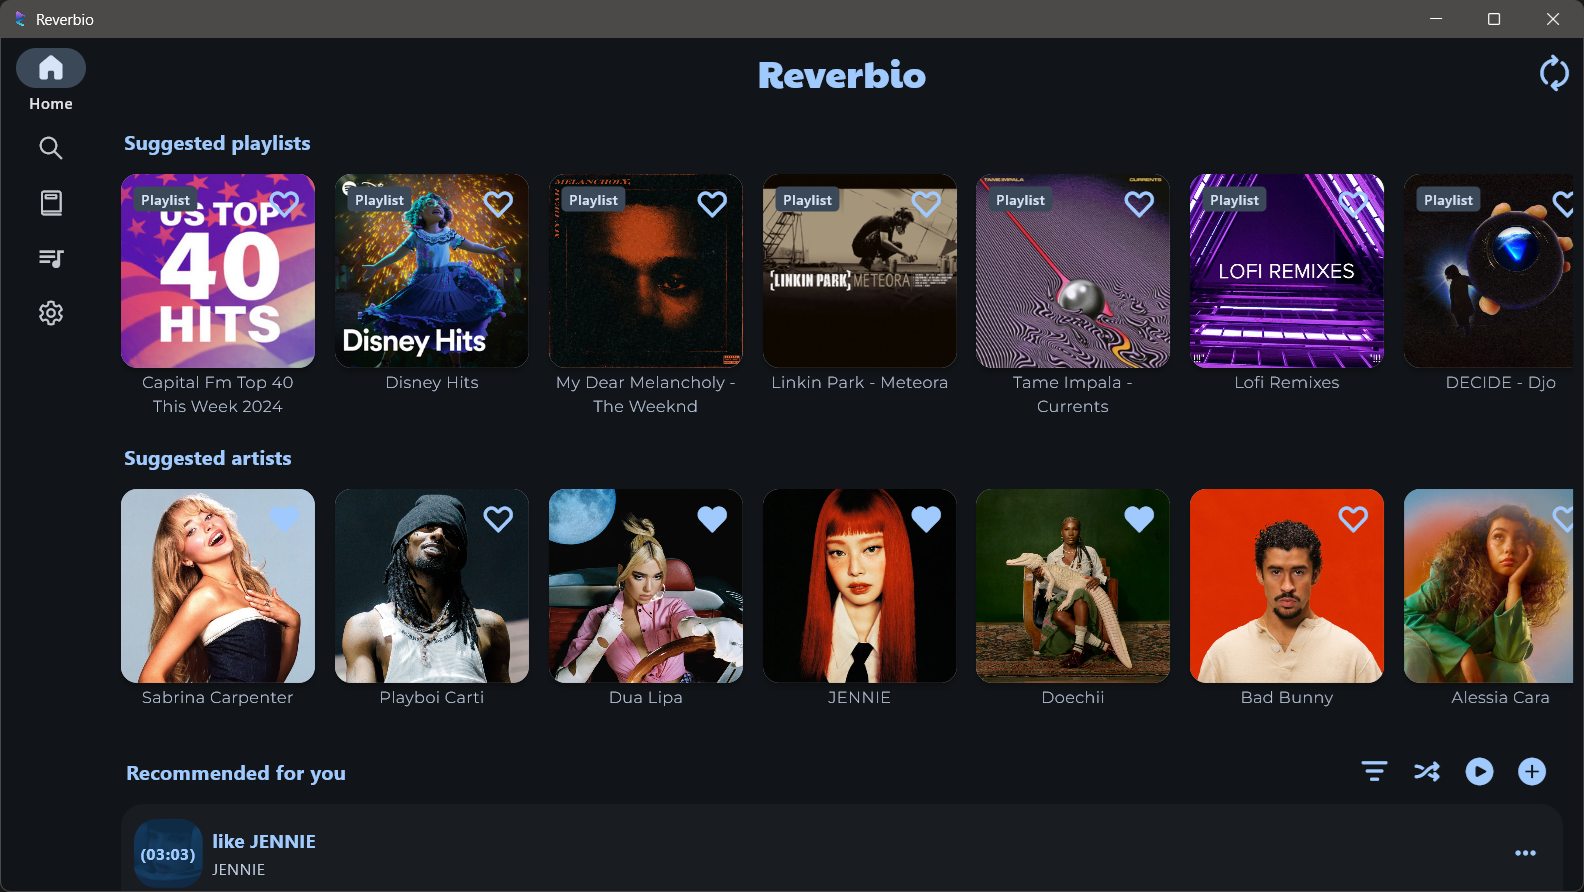 Reverbio
Reverbio
Home
Suggested playlists
Playlist
US TOP
40
HITS
Playlist
Disney Hits
MELANCHOLY,
Playlist
Playlist
[LINKIN PARK] METEORA
TAME IMPALA
CURRENTS
Playlist
Playlist
LOFI REMIXES
Playlist
Capital Fm Top 40
This Week 2024
Disney Hits
My Dear Melancholy -
The Weeknd
Linkin Park - Meteora
Tame Impala -
Currents
Lofi Remixes
DECIDE - Djo
Suggested artists
Sabrina Carpenter
Playboi Carti
Dua Lipa
JENNIE
Doechii
Bad Bunny
Alessia Cara
Recommended for you
(03:03)
like JENNIE
JENNIE